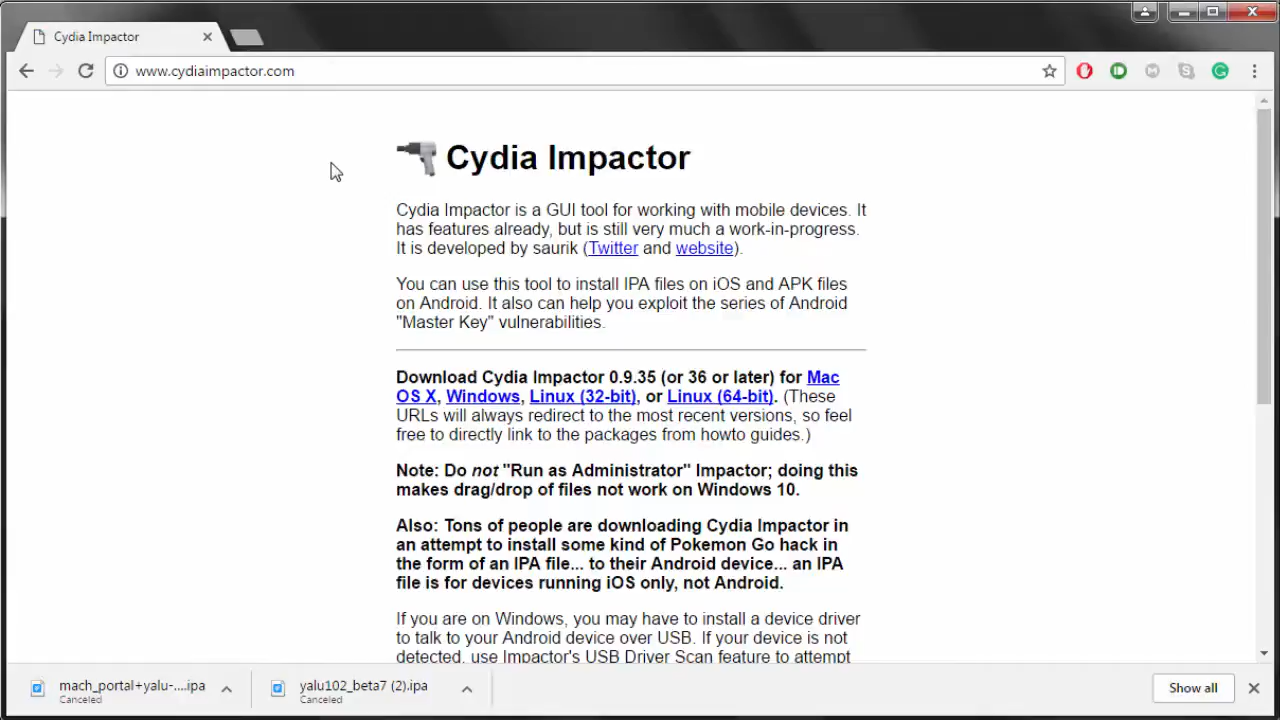 Cydia Impactor
www.cydiaimpactor.com
Cydia Impactor
Cydia Impactor is a GUI tool for working with mobile devices. It
has features already, but is still very much a work-in-progress.
It is developed by saurik (Twitter and website).
You can use this tool to install IPA files on iOS and APK files
on Android. It also can help you exploit the series of Android
"Master Key" vulnerabilities.
Download Cydia Impactor 0.9.35 (or 36 or later) for Mac
OS X, Windows, Linux (32-bit), or Linux (64-bit). (These
URLs will always redirect to the most recent versions, so feel
free to directly link to the packages from howto guides.)
Note: Do not "Run as Administrator" Impactor; doing this
makes drag/drop of files not work on Windows 10.
Also: Tons of people are downloading Cydia Impactor in
an attempt to install some kind of Pokemon Go hack in
the form of an IPA file... to their Android device... an IPA
file is for devices running iOS only, not Android.
If you are on Windows, you may have to install a device driver
to talk to your Android device over USB. If your device is not
detected, use Impactor's USB Driver Scan feature to attempt
mach_portal+yalu-....ipa
Canceled
yalu102_beta7 (2).ipa
Canceled
Show all